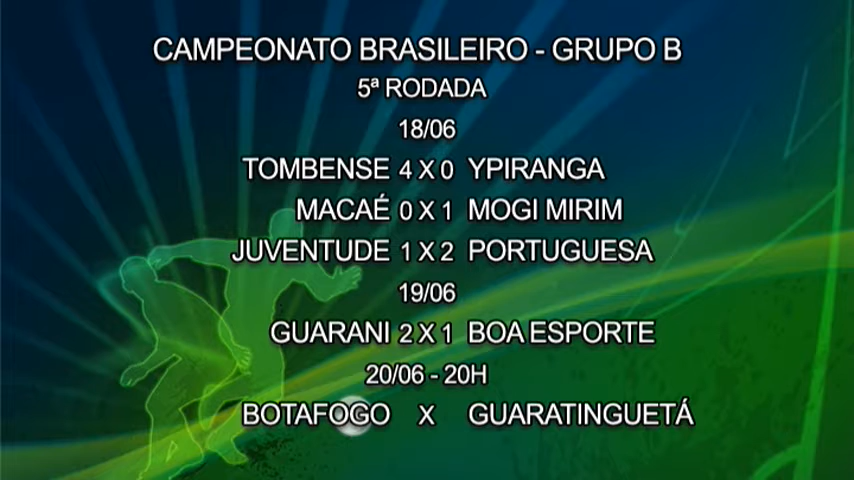 CAMPEONATO BRASILEIRO - GRUPO B
5ª RODADA
18/06
TOMBENSE 4 X 0 YPIRANGA
MACAÉ 0 X 1 MOGI MIRIM
JUVENTUDE 1 X 2 PORTUGUESA
19/06
GUARANI 2 X 1 BOA ESPORTE
20/06 - 20H
BOTAFOGO X GUARATINGUETÁ